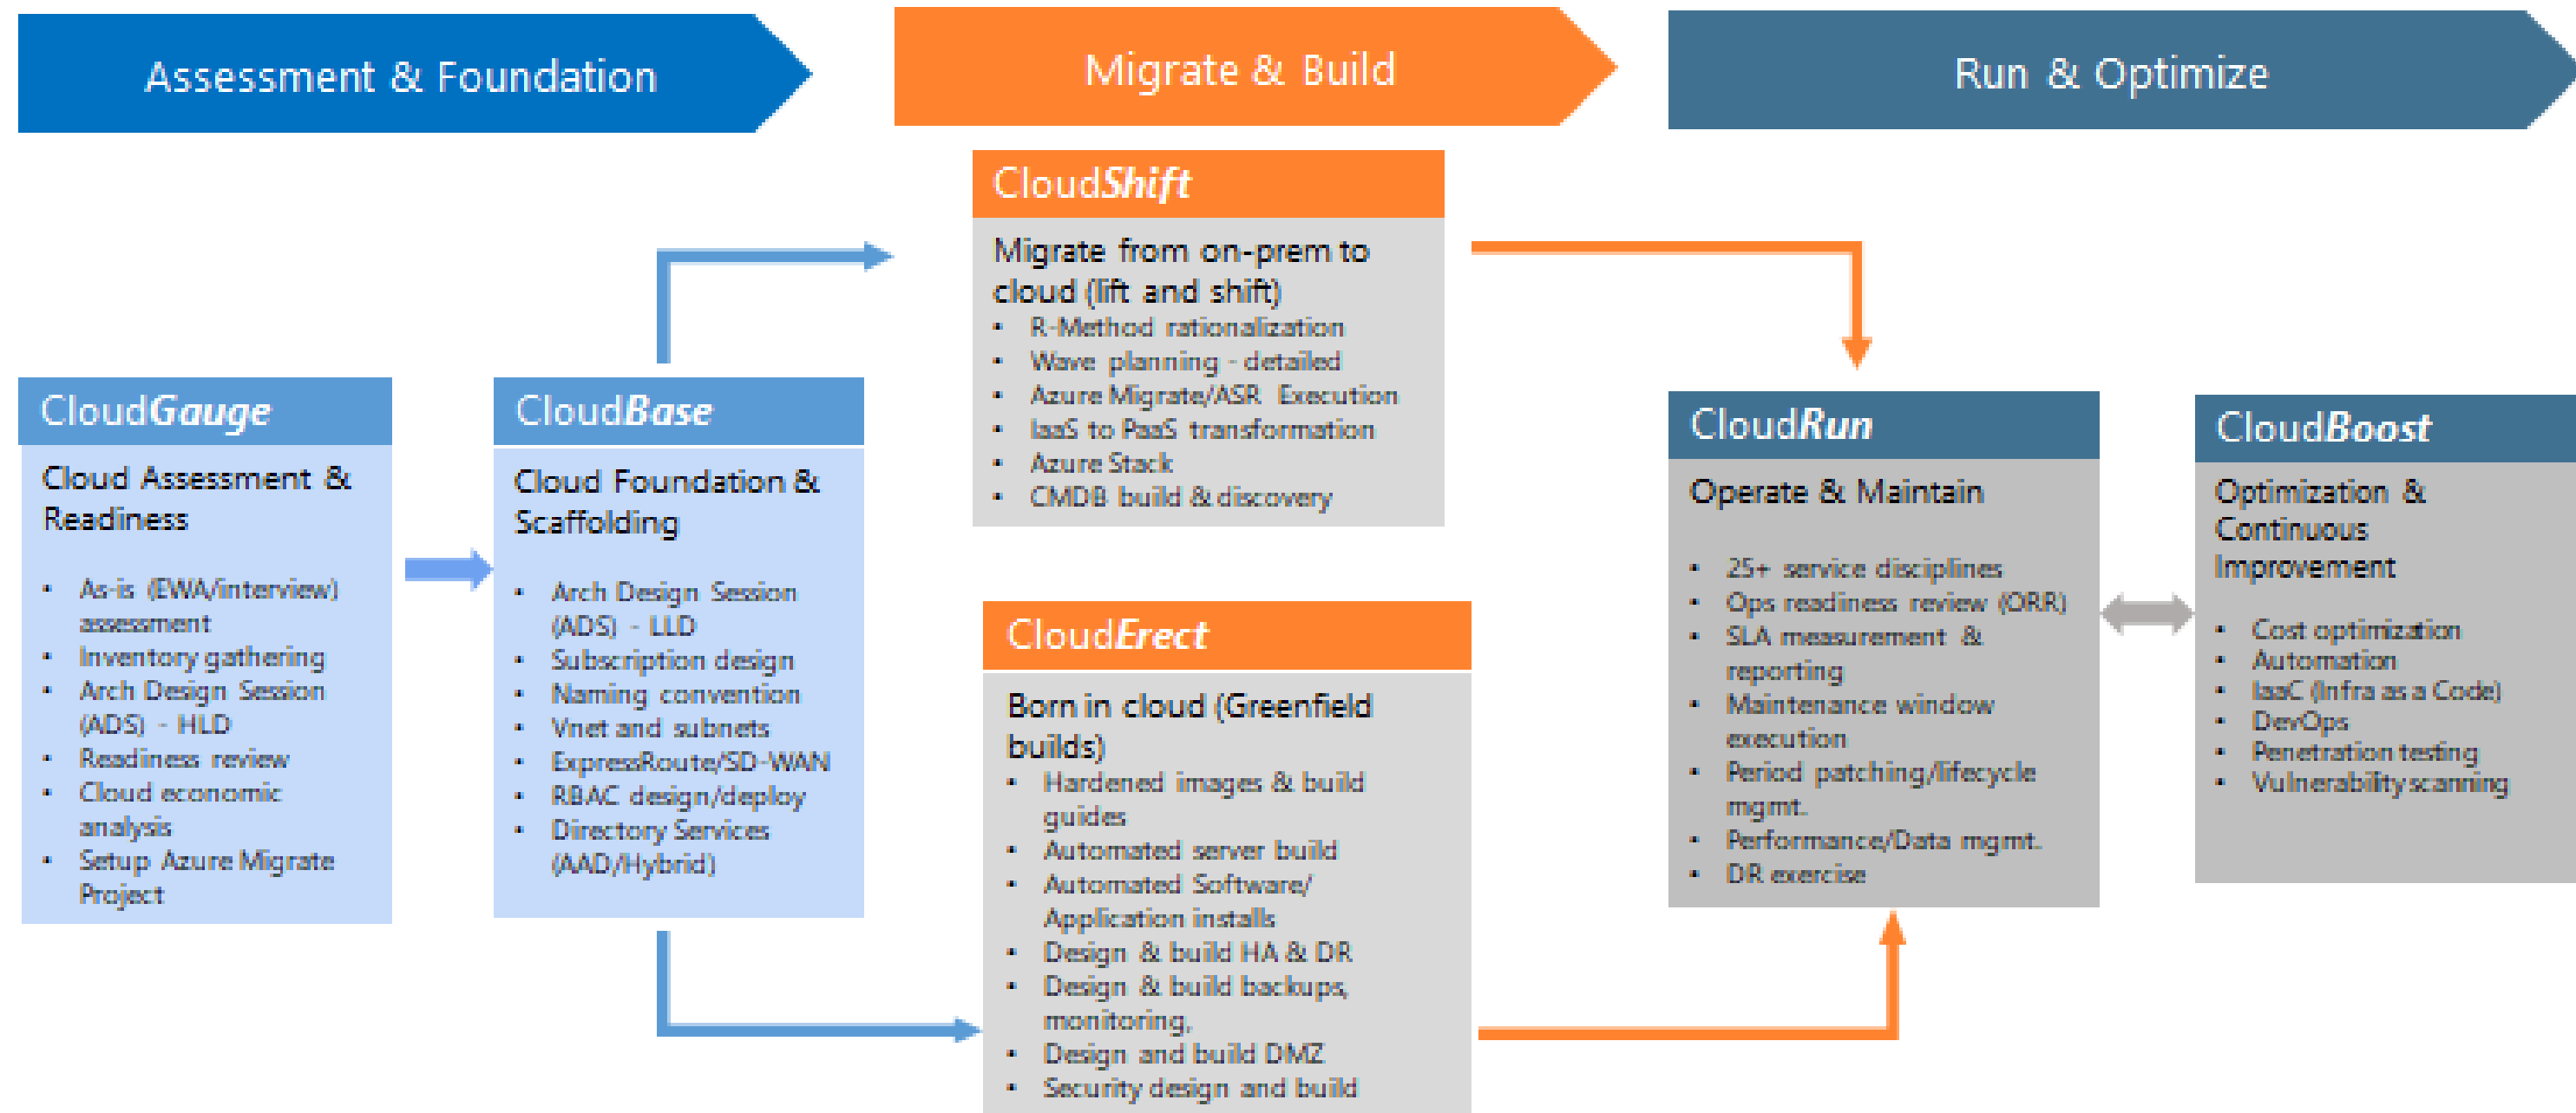 Assessment & Foundation
Migrate & Build
Run & Optimize
CloudGauge
Cloud Assessment &
Readiness
• As-is (EWA/interview)
assessment
• Inventory gathering
• Arch Design Session
(ADS) - HLD
• Readiness review
• Cloud economic
analysis
• Setup Azure Migrate
Project
CloudBase
Cloud Foundation &
Scaffolding
• Arch Design Session
(ADS) - LLD
• Subscription design
• Naming convention
• Vnet and subnets
• ExpressRoute/SD-WAN
• RBAC design/deploy
• Directory Services
(AAD/Hybrid)
CloudShift
Migrate from on-prem to
cloud (lift and shift)
• R-Method rationalization
• Wave planning - detailed
• Azure Migrate/ASR Execution
• IaaS to PaaS transformation
• Azure Stack
• CMDB build & discovery
CloudErect
Born in cloud (Greenfield
builds)
• Hardened images & build
guides
• Automated server build
• Automated Software/
Application installs
• Design & build HA & DR
• Design & build backups,
monitoring,
• Design and build DMZ
• Security design and build
CloudRun
Operate & Maintain
• 25+ service disciplines
• Ops readiness review (ORR)
• SLA measurement &
reporting
• Maintenance window
execution
• Period patching/lifecycle
mgmt.
• Performance/Data mgmt.
• DR exercise
CloudBoost
Optimization &
Continuous
Improvement
• Cost optimization
• Automation
• IaaC (Infra as a Code)
• DevOps
• Penetration testing
• Vulnerability scanning